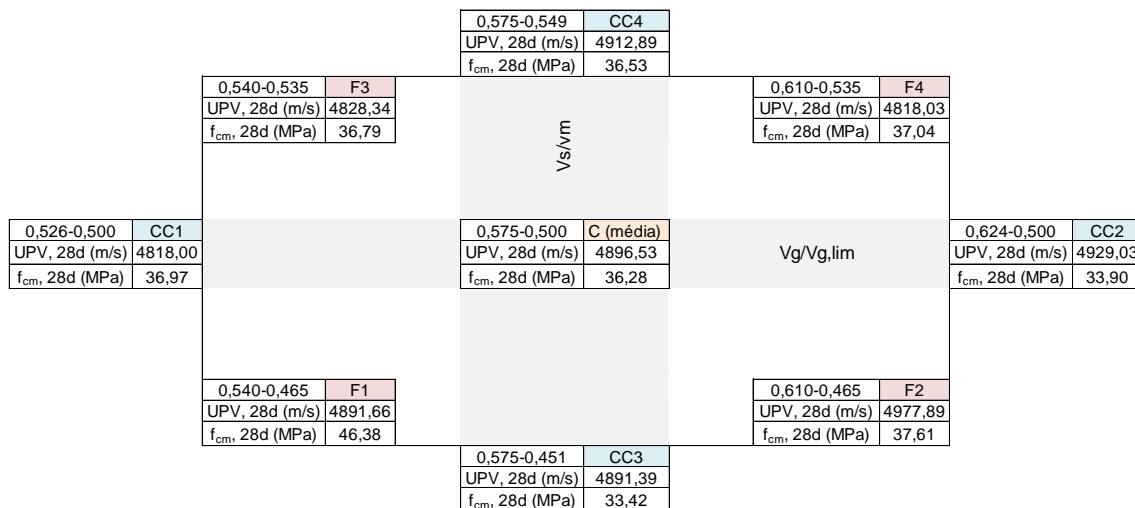 0,575-0,549 CC4
UPV, 28d (m/s) 4912,89
fcm, 28d (MPa) 36,53
0,540-0,535 F3
UPV, 28d (m/s) 4828,34
fcm, 28d (MPa) 36,79
Vs/vm
0,610-0,535 F4
UPV, 28d (m/s) 4818,03
fcm, 28d (MPa) 37,04
0,526-0,500 CC1
UPV, 28d (m/s) 4818,00
fcm, 28d (MPa) 36,97
0,575-0,500 C (média)
UPV, 28d (m/s) 4896,53
fcm, 28d (MPa) 36,28
Vg/Vg,lim
0,624-0,500 CC2
UPV, 28d (m/s) 4929,03
fcm, 28d (MPa) 33,90
0,540-0,465 F1
UPV, 28d (m/s) 4891,66
fcm, 28d (MPa) 46,38
0,610-0,465 F2
UPV, 28d (m/s) 4977,89
fcm, 28d (MPa) 37,61
0,575-0,451 CC3
UPV, 28d (m/s) 4891,39
fcm, 28d (MPa) 33,42